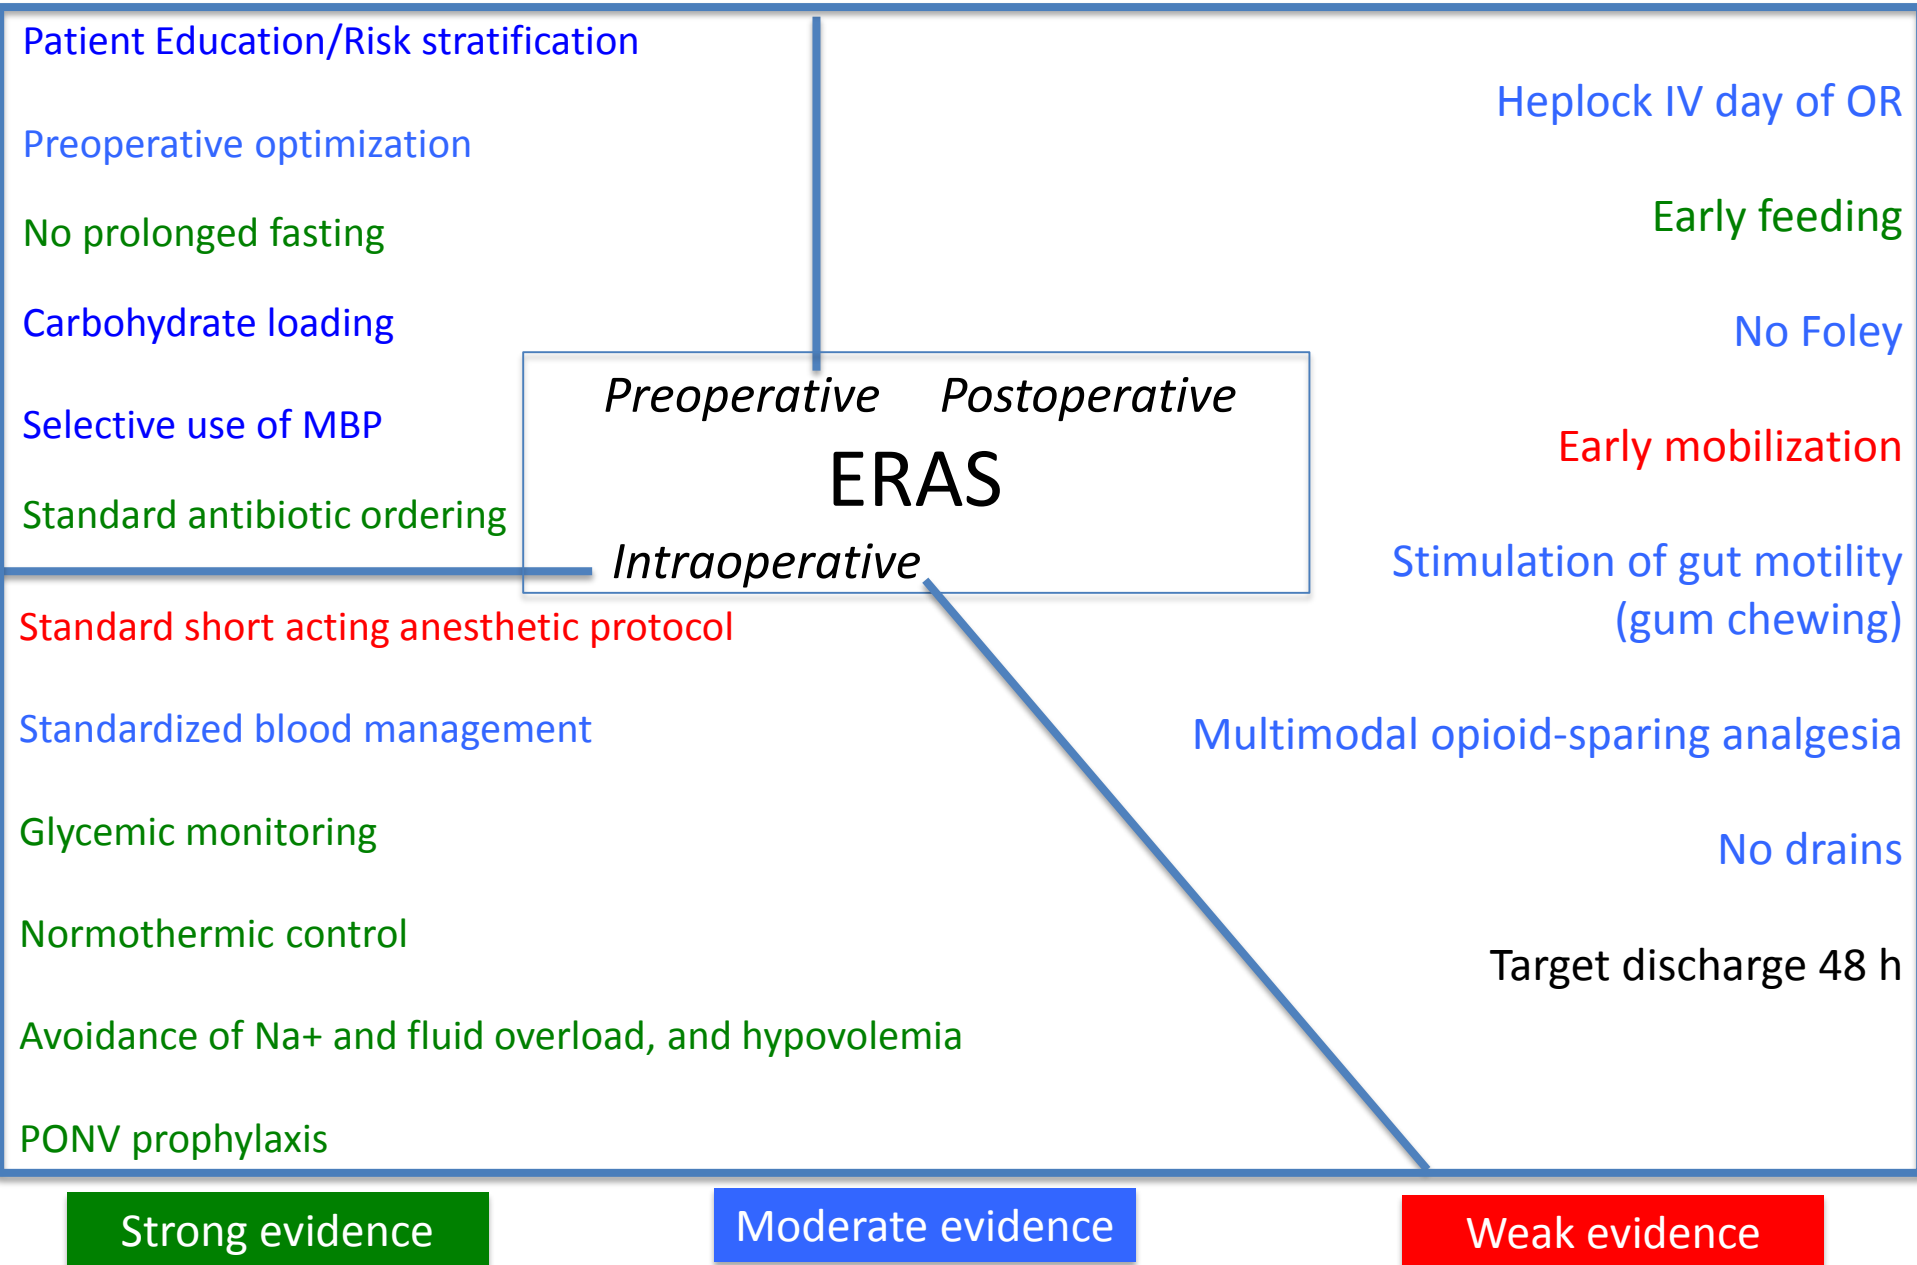 Patient Education/Risk stratification
Preoperative optimization
No prolonged fasting
Carbohydrate loading
Selective use of MBP
Standard antibiotic ordering
Preoperative Postoperative
ERAS
Intraoperative
Heplock IV day of OR
Early feeding
No Foley
Early mobilization
Stimulation of gut motility
(gum chewing)
Multimodal opioid-sparing analgesia
No drains
Target discharge 48 h
Standard short acting anesthetic protocol
Standardized blood management
Glycemic monitoring
Normothermic control
Avoidance of Na+ and fluid overload, and hypovolemia
PONV prophylaxis
Strong evidence
Moderate evidence
Weak evidence